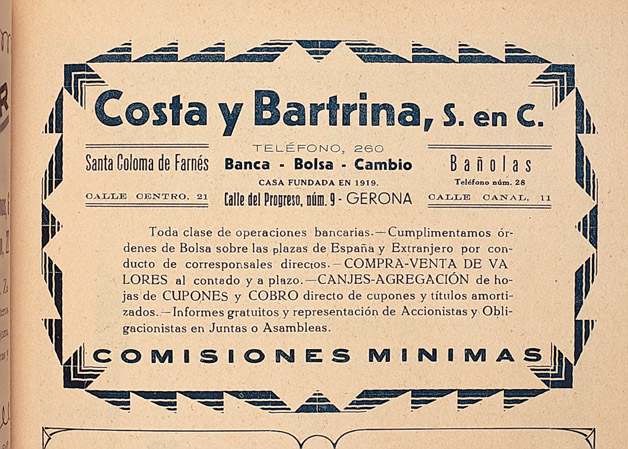 Costa y Bartrina, S. en C.
TELÉFONO, 260
Santa Coloma de Farnés
Banca - Bolsa - Cambio
Bañolas
CASA FUNDADA EN 1919.
Teléfono núm. 28
CALLE CENTRO, 21
Calle del Progreso, núm. 9 - GERONA
CALLE CANAL, 11
Toda clase de operaciones bancarias.—Cumplimentamos ór-
denes de Bolsa sobre las plazas de España y Extranjero por con-
ducto de corresponsales directos.—COMPRA-VENTA DE VA
LORES al contado y a plazo.—CANJES-AGREGACIÓN de ho-
jas de CUPONES y COBRO directo de cupones y títulos amorti-
zados.—Informes gratuitos y representación de Accionistas y Obli-
gacionistas en Juntas o Asambleas.
COMISIONES MINIMAS